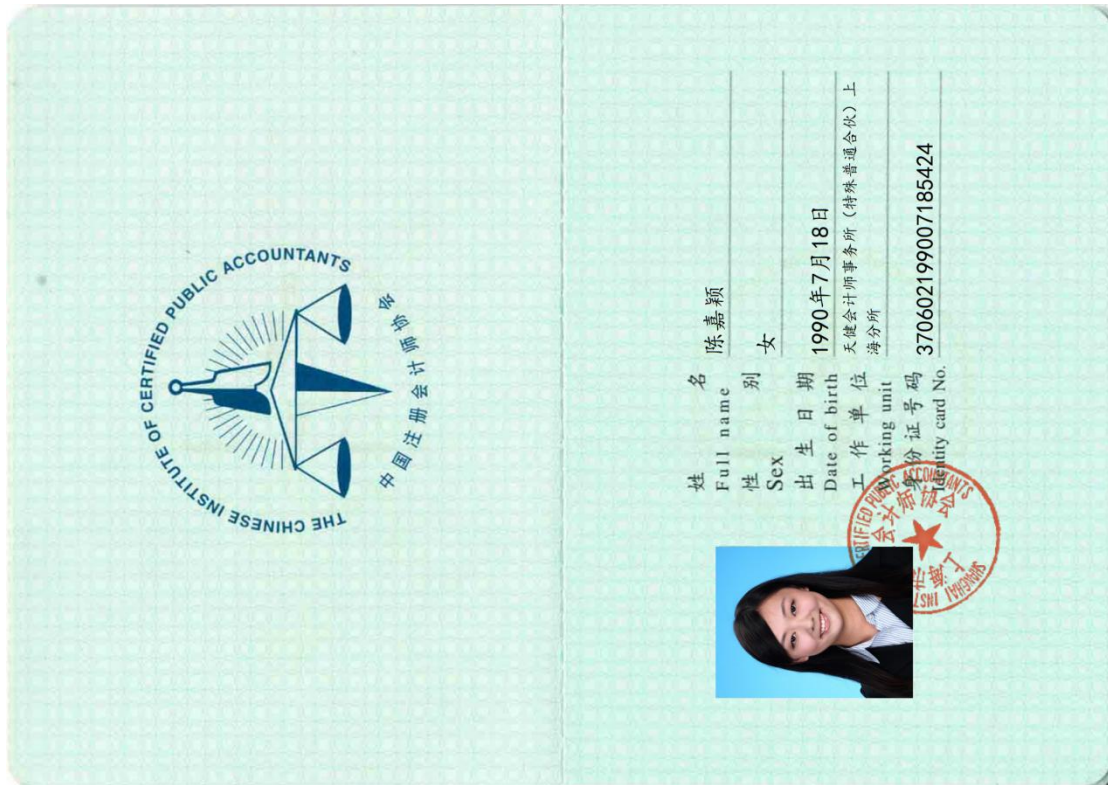 THE CHINESE INSTITUTE OF CERTIFIED PUBLIC ACCOUNTANTS
中国注册会计师协会
姓 名 陈嘉颖
Full name
性 别 女
Sex
出 生 日 期 1990年7月18日
Date of birth
工 作 单 位 天健会计师事务所（特殊普通合伙）上
Working unit 海分所
身份证号码 370602199007185424
Identity card No.